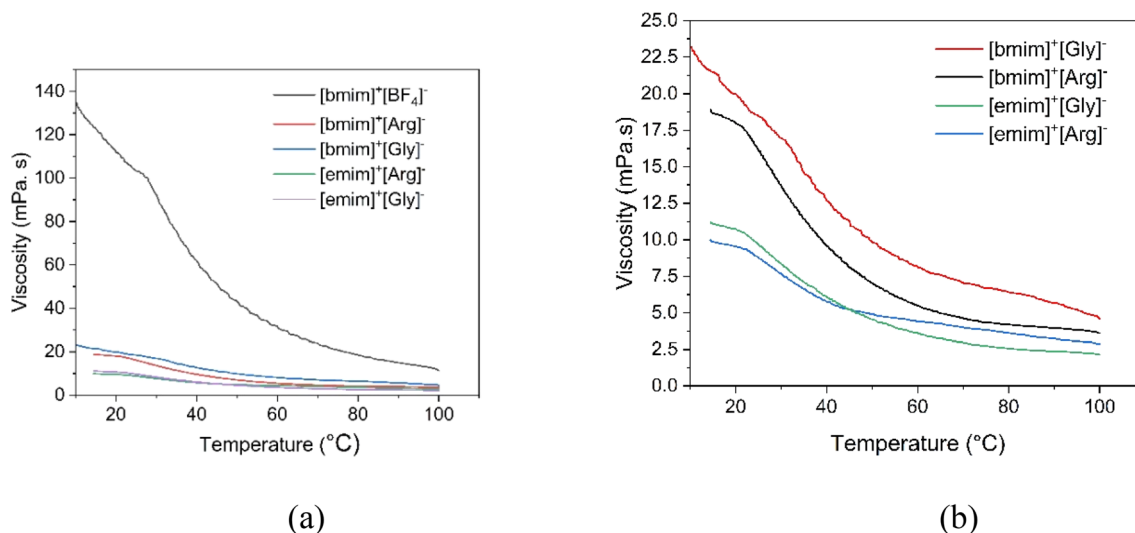 140
120
100
80
60
40
20
0
Viscosity (mPa. s)
[bmim]⁺[BF₄]⁻
[bmim]⁺[Arg]⁻
[bmim]⁺[Gly]⁻
[emim]⁺[Arg]⁻
[emim]⁺[Gly]⁻
20 40 60 80 100
Temperature (°C)
(a)
25.0
22.5
20.0
17.5
15.0
12.5
10.0
7.5
5.0
2.5
0.0
Viscosity (mPa.s)
[bmim]⁺[Gly]⁻
[bmim]⁺[Arg]⁻
[emim]⁺[Gly]⁻
[emim]⁺[Arg]⁻
20 40 60 80 100
Temperature (°C)
(b)